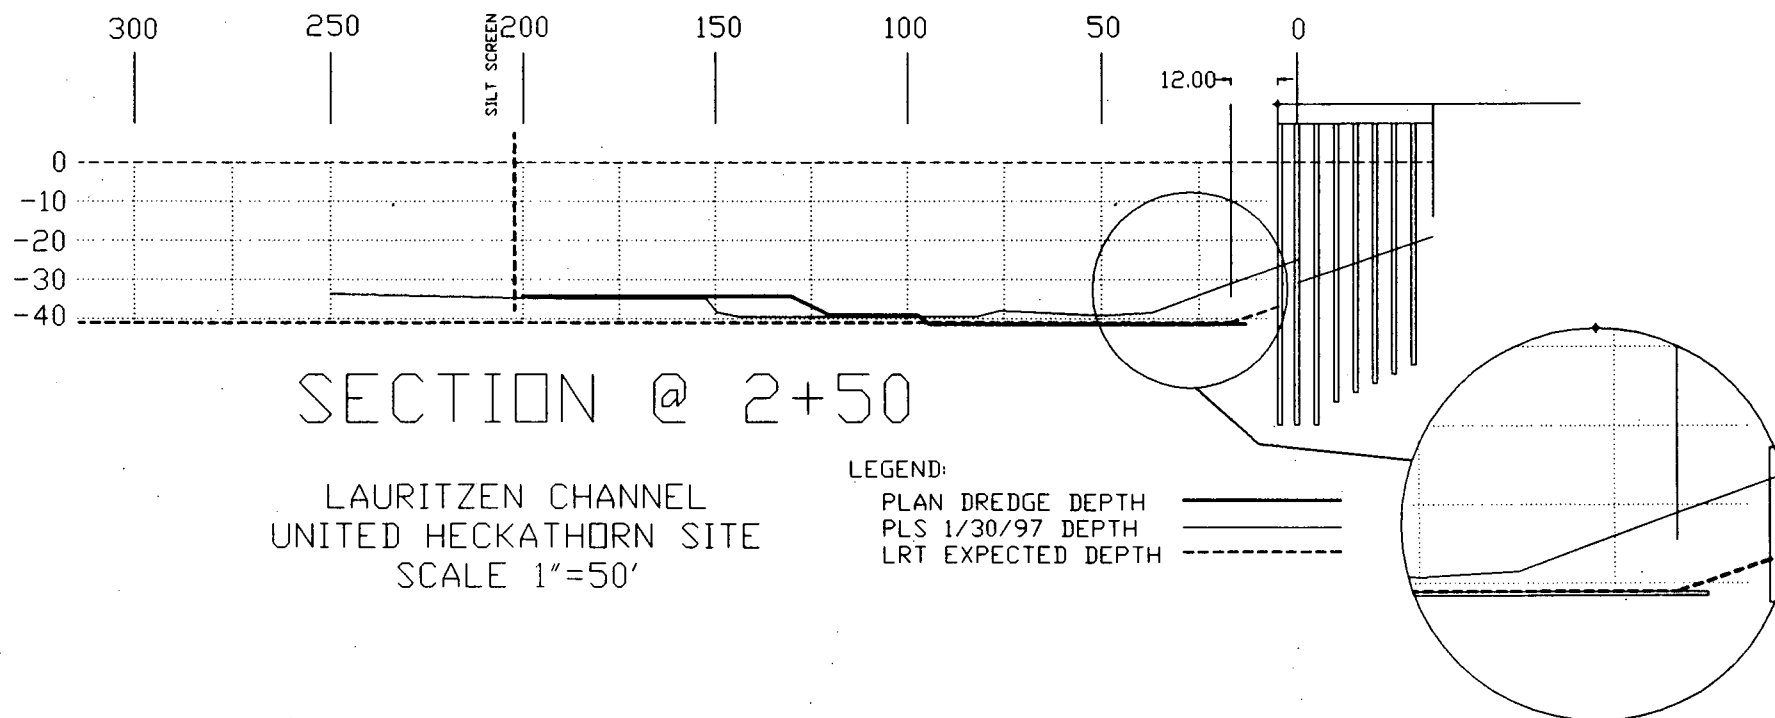 300 250 200 150 100 50 0
SILT SCREEN
12.00
0
-10
-20
-30
-40
SECTION @ 2+50
LAURITZEN CHANNEL
UNITED HECKATHORN SITE
SCALE 1"=50'
LEGEND:
PLAN DREDGE DEPTH
PLS 1/30/97 DEPTH
LRT EXPECTED DEPTH